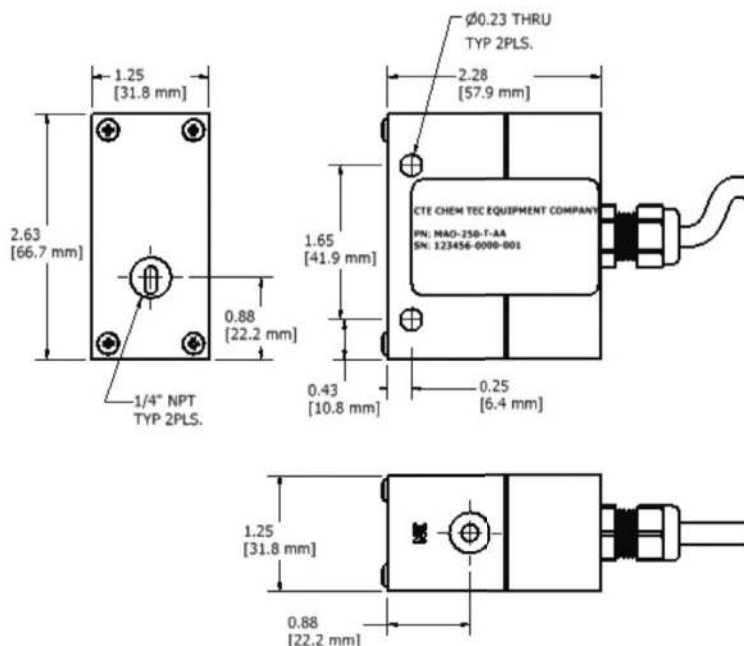 Ø0.23 THRU
TYP 2PLS.
1.25
[31.8 mm]
2.28
[57.9 mm]
2.63
[66.7 mm]
1.65
[41.9 mm]
CTE CHEM TEC EQUIPMENT COMPANY
PN: MAO-250-T-AA
SN: 123456-0000-001
0.88
[22.2 mm]
1/4" NPT
TYP 2PLS.
0.43
[10.8 mm]
0.25
[6.4 mm]
1.25
[31.8 mm]
0.88
[22.2 mm]